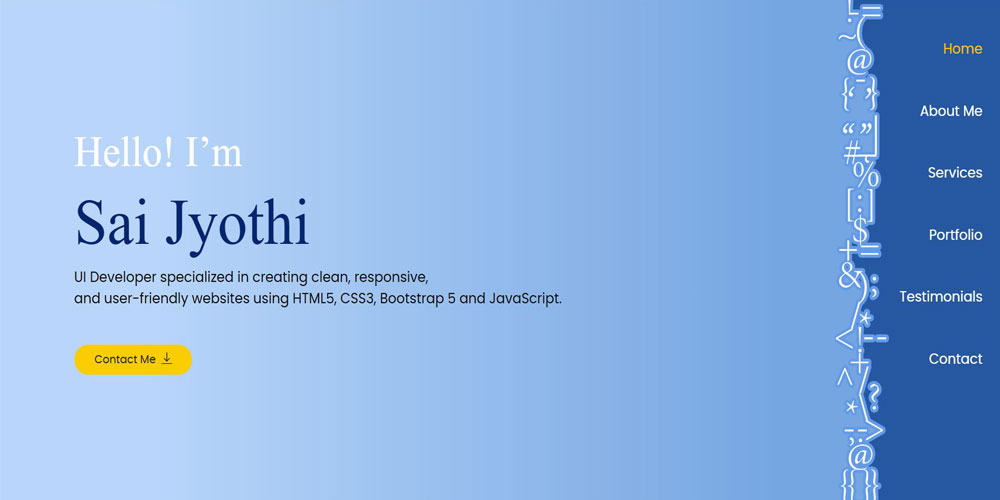 Hello! I’m
Sai Jyothi
UI Developer specialized in creating clean, responsive,
and user-friendly websites using HTML5, CSS3, Bootstrap 5 and JavaScript.
Contact Me
Home
About Me
Services
Portfolio
Testimonials
Contact